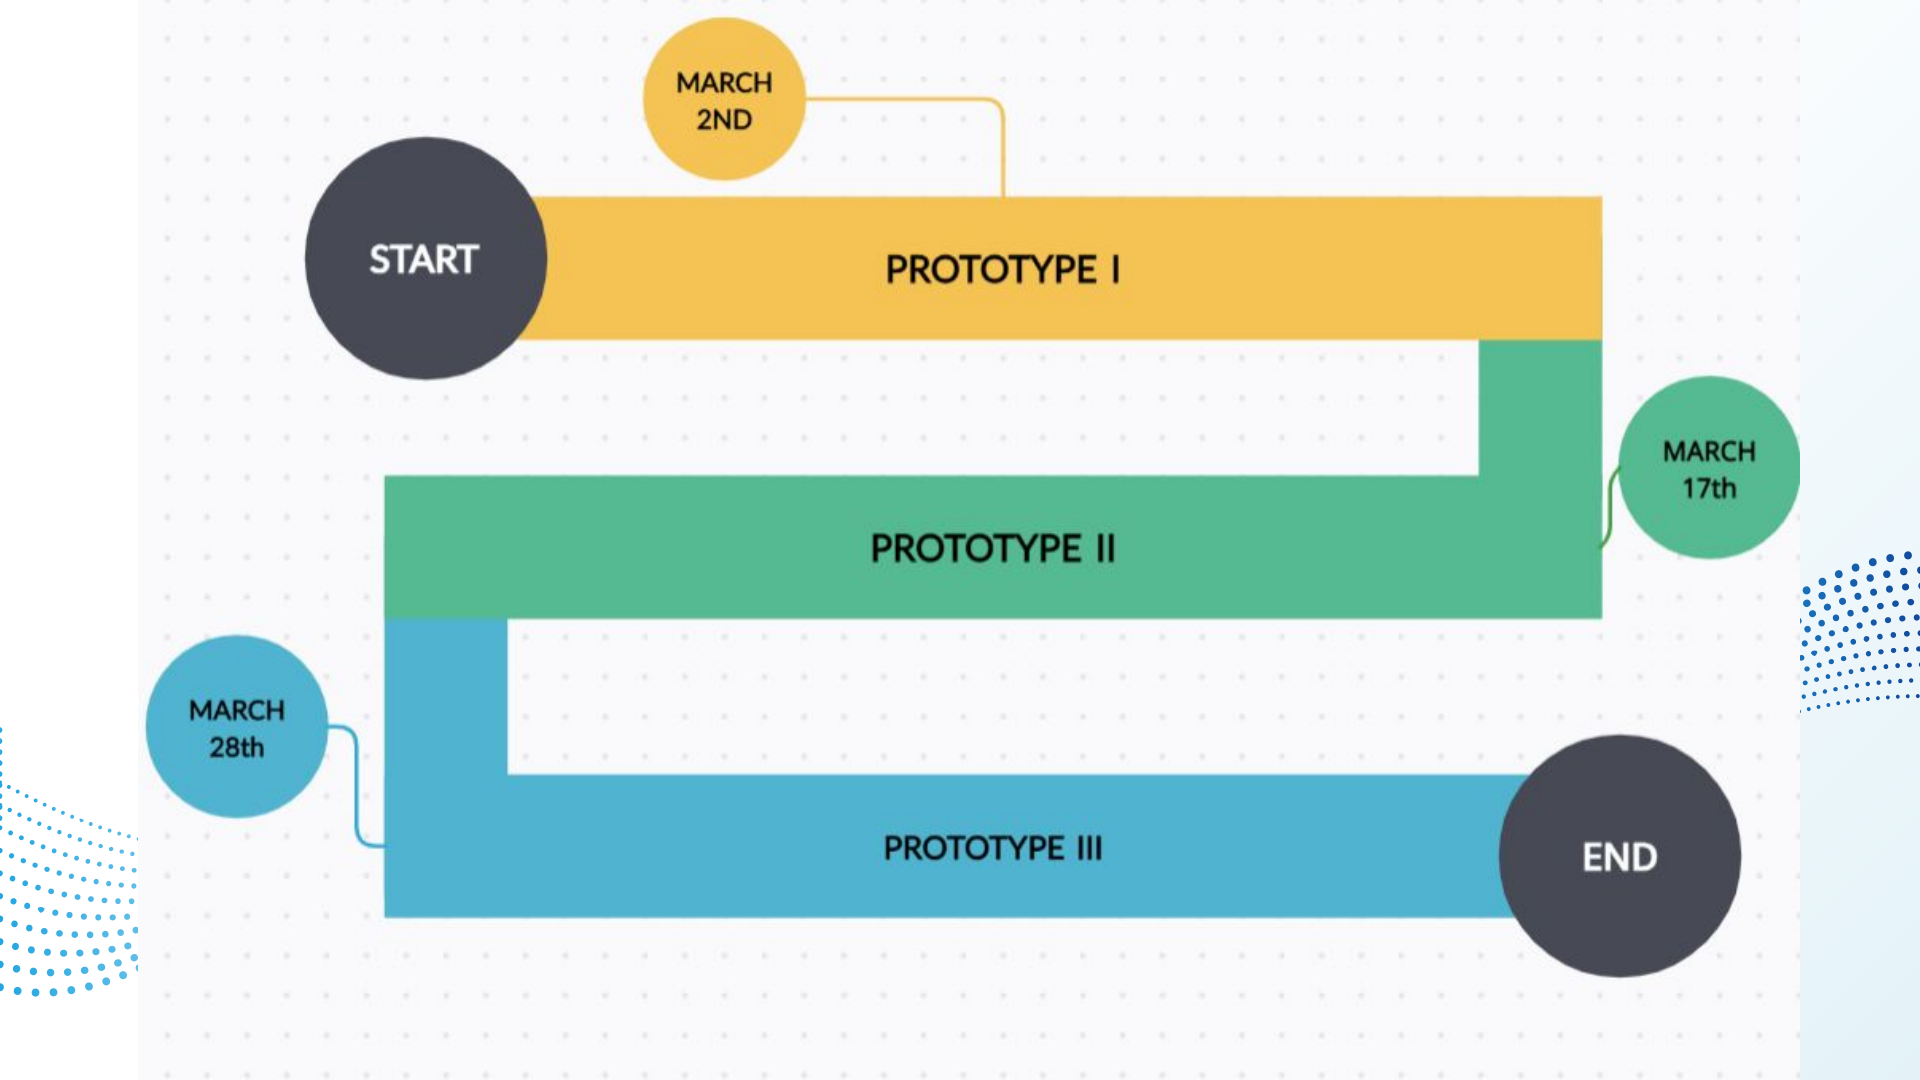 MARCH
2ND
START
PROTOTYPE I
MARCH
17th
PROTOTYPE II
MARCH
28th
PROTOTYPE III
END